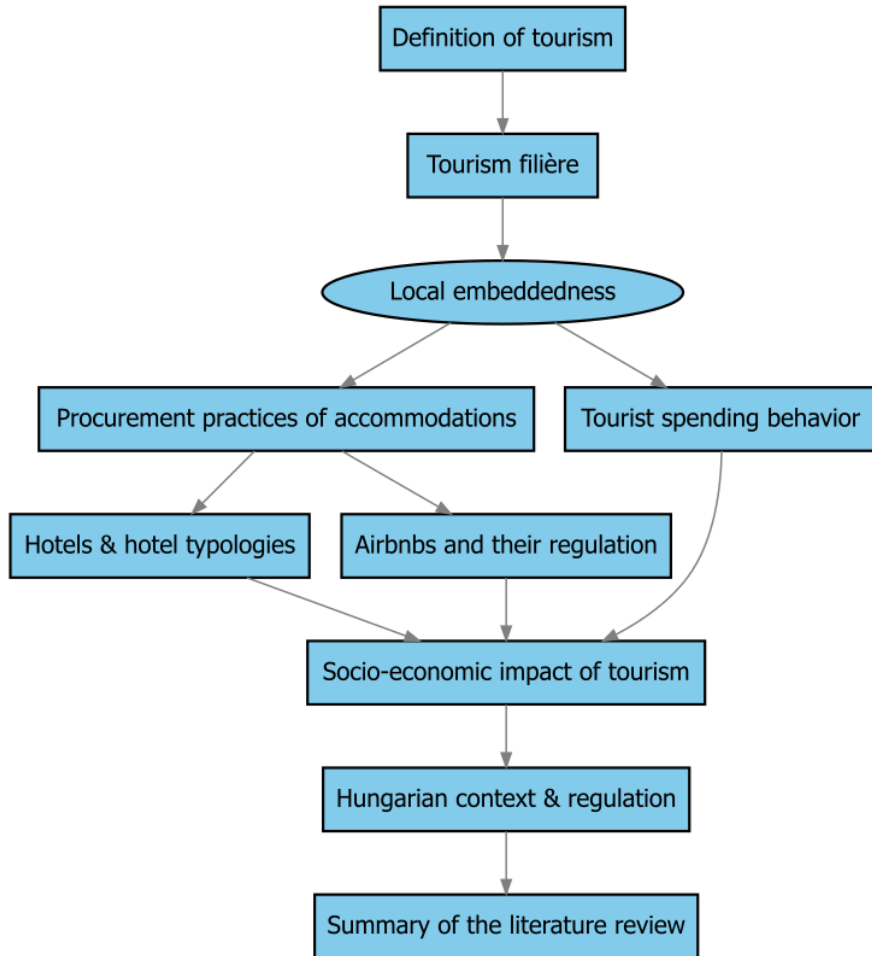 Definition of tourism
Tourism filière
Local embeddedness
Procurement practices of accommodations
Tourist spending behavior
Hotels & hotel typologies
Airbnbs and their regulation
Socio-economic impact of tourism
Hungarian context & regulation
Summary of the literature review